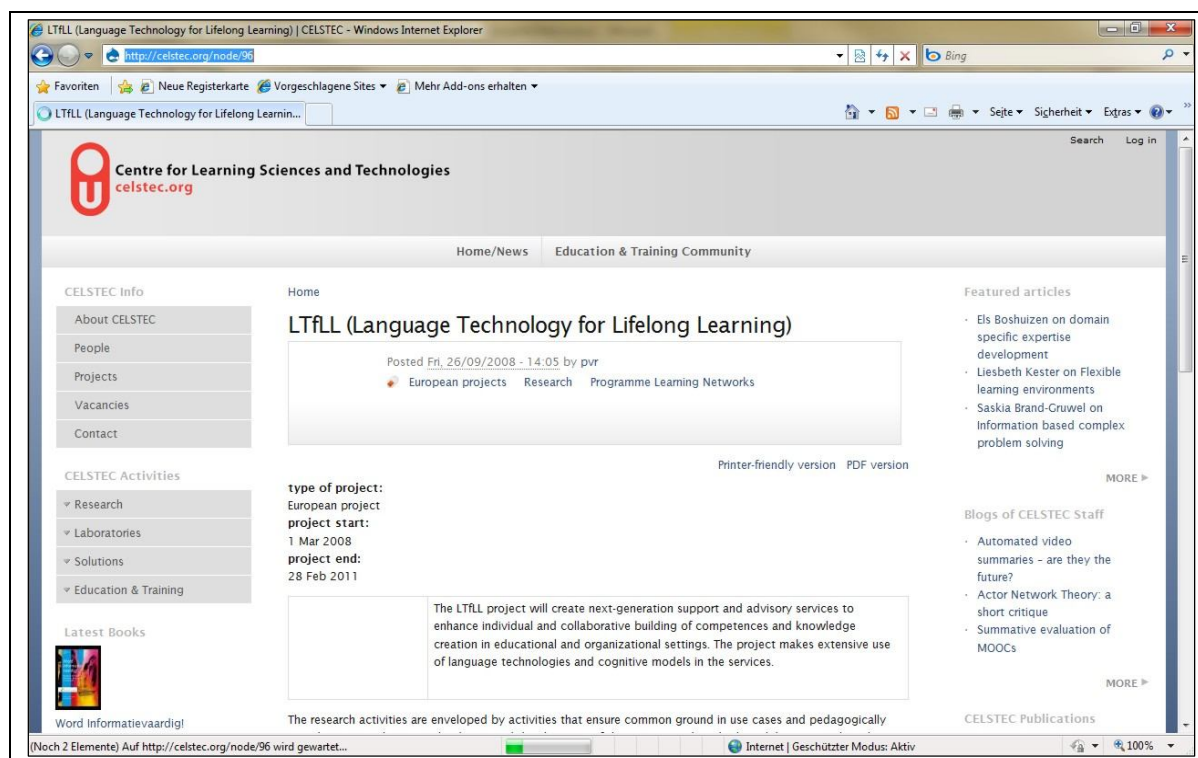 LTfLL (Language Technology for Lifelong Learning) | CELSTEC - Windows Internet Explorer
http://celstec.org/node/96
Bing
Favoriten
Neue Registerkarte
Vorgeschlagene Sites
Mehr Add-ons erhalten
LTfLL (Language Technology for Lifelong Learnin...
Seite
Sicherheit
Extras
Search Log in
Centre for Learning Sciences and Technologies
celstec.org
Home/News
Education & Training Community
CELSTEC Info
About CELSTEC
People
Projects
Vacancies
Contact
CELSTEC Activities
Research
Laboratories
Solutions
Education & Training
Latest Books
Word Informatievaardig!
Home
LTfLL (Language Technology for Lifelong Learning)
Posted Fri, 26/09/2008 - 14:05 by pvr
European projects Research Programme Learning Networks
Printer-friendly version PDF version
type of project:
European project
project start:
1 Mar 2008
project end:
28 Feb 2011
The LTfLL project will create next-generation support and advisory services to
enhance individual and collaborative building of competences and knowledge
creation in educational and organizational settings. The project makes extensive use
of language technologies and cognitive models in the services.
The research activities are enveloped by activities that ensure common ground in use cases and pedagogically
Featured articles
· Els Boshuizen on domain
specific expertise
development
· Liesbeth Kester on Flexible
learning environments
· Saskia Brand-Gruwel on
Information based complex
problem solving
MORE
Blogs of CELSTEC Staff
· Automated video
summaries - are they the
future?
· Actor Network Theory: a
short critique
· Summative evaluation of
MOOCs
MORE
CELSTEC Publications
(Noch 2 Elemente) Auf http://celstec.org/node/96 wird gewartet...
Internet | Geschützter Modus: Aktiv
100%